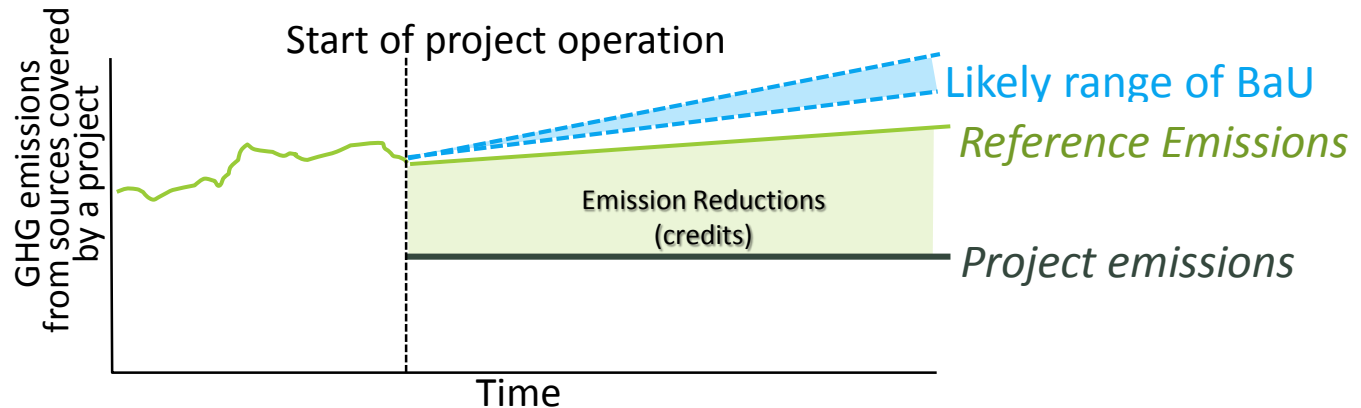 Start of project operation
GHG emissions
from sources covered
by a project
Likely range of BaU
Reference Emissions
Emission Reductions
(credits)
Project emissions
Time